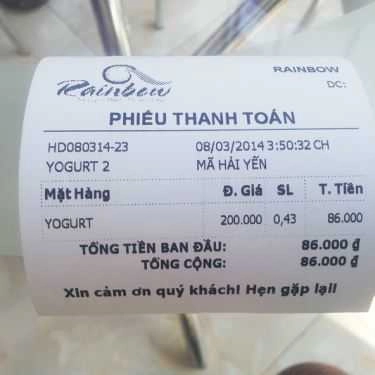 Rainbow
RAINBOW
DC:
PHIẾU THANH TOÁN
HD080314-23 08/03/2014 3:50:32 CH
YOGURT 2 MÃ HẢI YẾN
Mặt Hàng Đ. Giá SL T. Tiền
YOGURT 200.000 0,43 86.000
TỔNG TIỀN BAN ĐẦU: 86.000 ₫
TỔNG CỘNG: 86.000 ₫
Xin cảm ơn quý khách! Hẹn gặp lại!